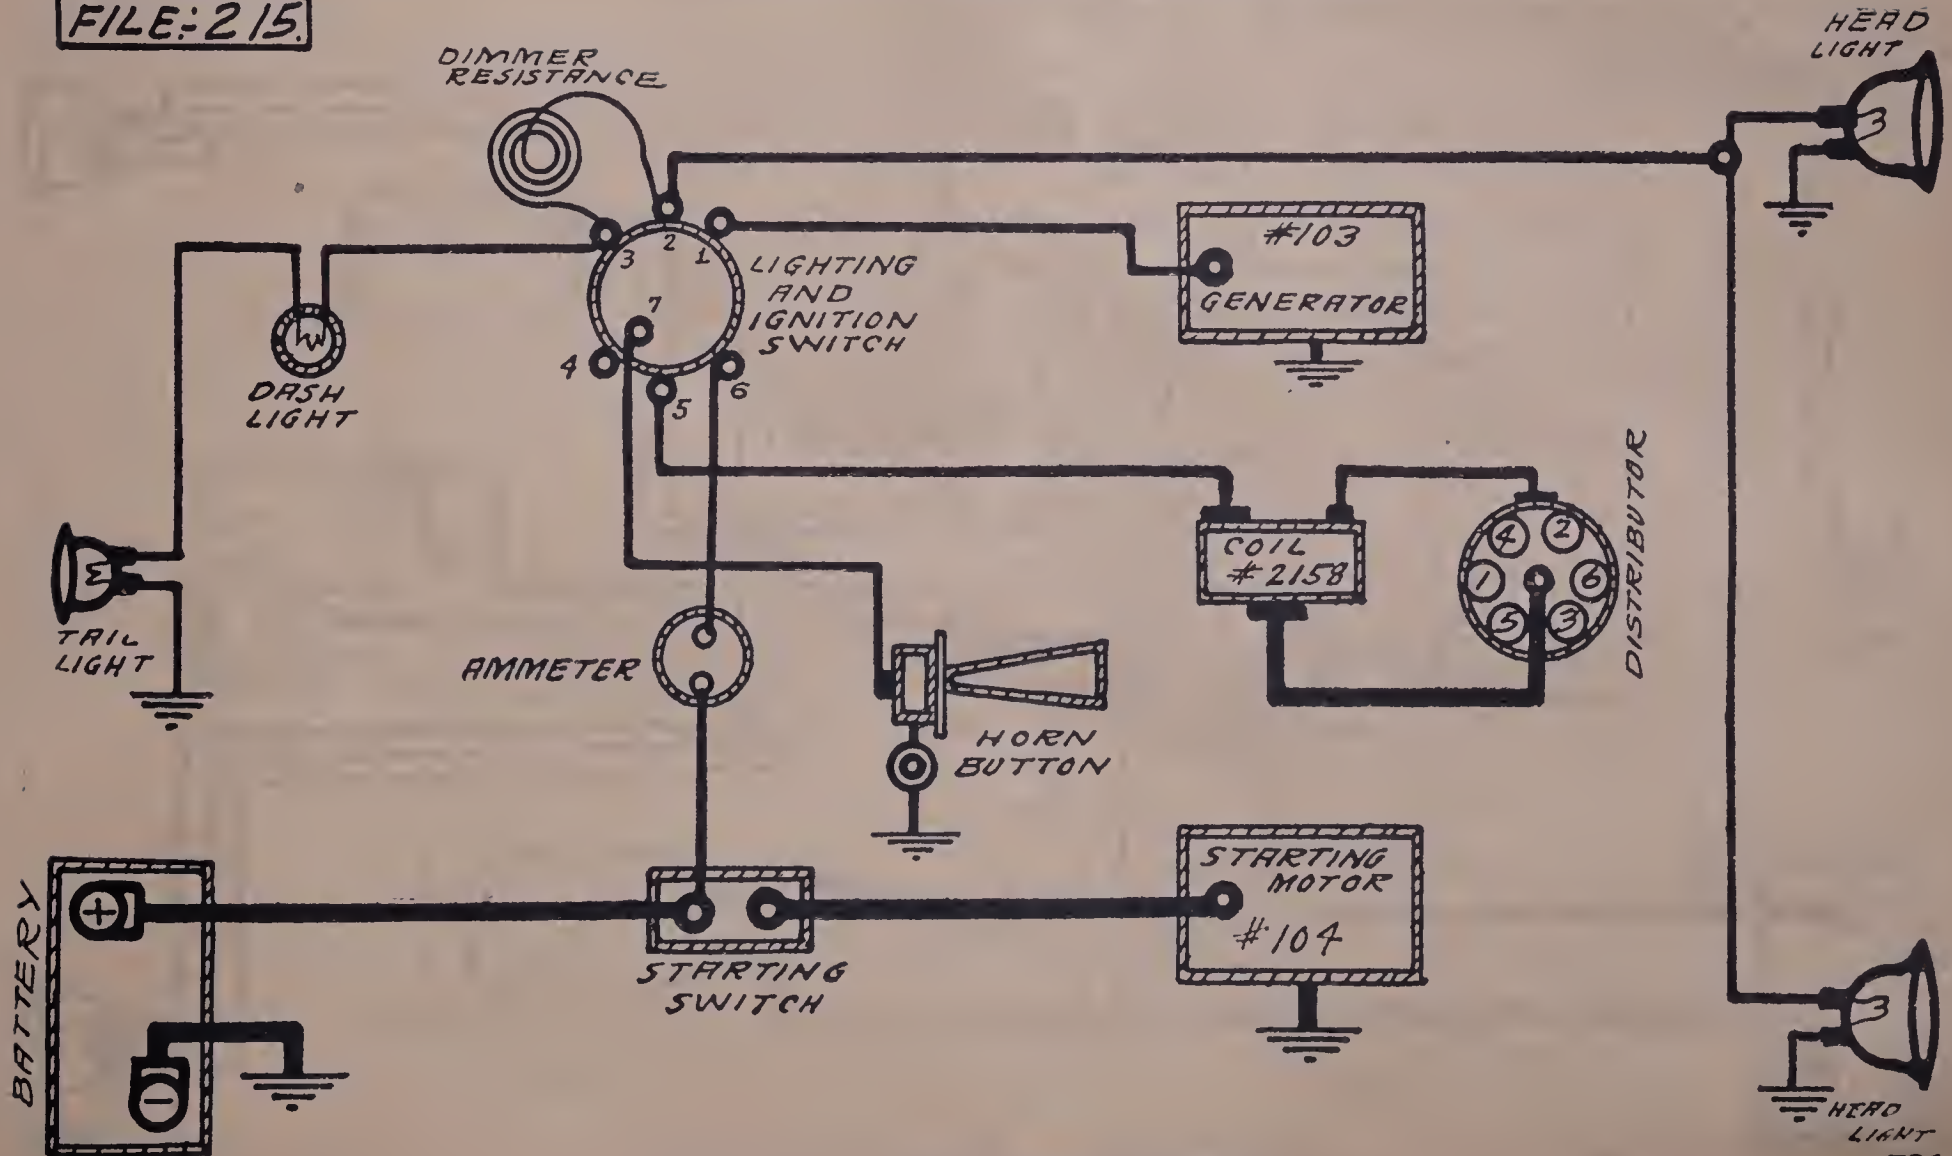 FILE:-215.
DIMMER
RESISTANCE
HEAD
LIGHT
#103
GENERATOR
2
3
1
7
4
5
6
LIGHTING
AND
IGNITION
SWITCH
DASH
LIGHT
TAIL
LIGHT
AMMETER
COIL
#2158
4
2
1
6
5
3
DISTRIBUTOR
HORN
BUTTON
BATTERY
+
-
STARTING
SWITCH
STARTING
MOTOR
#104
HEAD
LIGHT